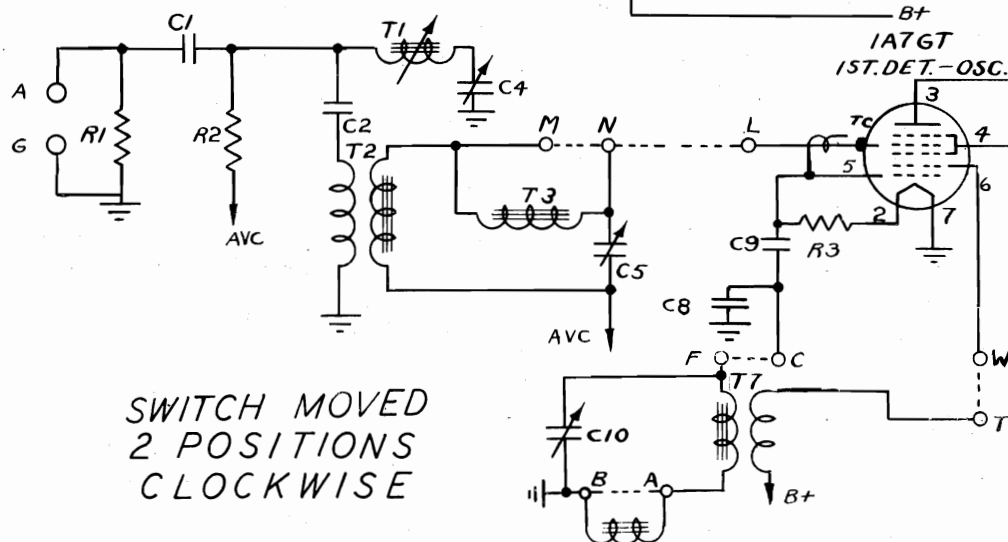 B+
1A7GT
1ST. DET.-OSC.
C1
T1
3
A
C4
TC
R1
R2
C2
M
N
L
4
G
T2
5
6
T3
2
7
AVC
C9
R3
C5
C8
AVC
F
C
W
T7
SWITCH MOVED
2 POSITIONS
CLOCKWISE
C10
T
B
A
B+